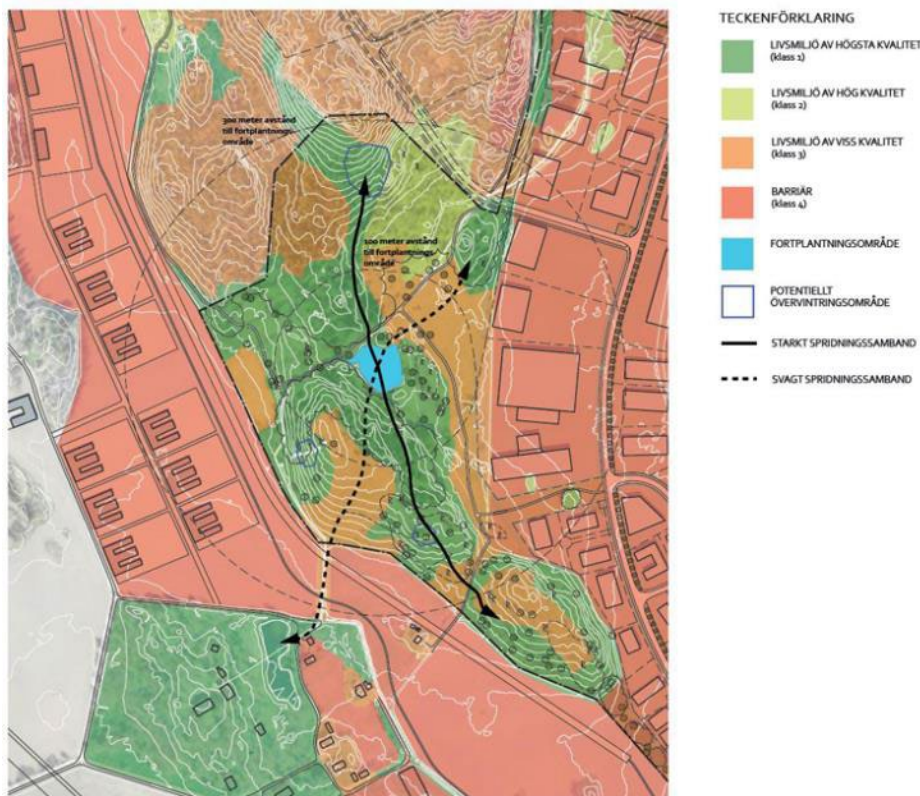 TECKENFÖRKLARING
LIVSMILJÖ AV HÖGSTA KVALITET
(klass 1)
LIVSMILJÖ AV HÖG KVALITET
(klass 2)
LIVSMILJÖ AV VISS KVALITET
(klass 3)
BARRIÄR
(klass 4)
FORTPLANTNINGSOMRÅDE
POTENTIELLT
ÖVERVINTRINGSOMRÅDE
STARKT SPRIDNINGSSAMBAND
SVAGT SPRIDNINGSSAMBAND
300 meter avstånd
till fortplantnings
område
100 meter avstånd
till fortplantnings
område